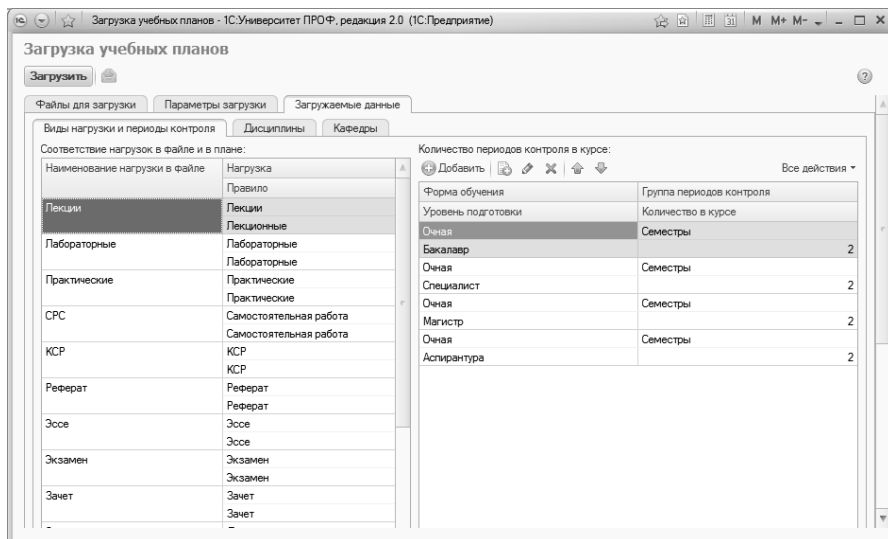 Загрузка учебных планов - 1С:Университет ПРОФ, редакция 2.0 (1С:Предприятие)
M M+ M-
Загрузка учебных планов
Загрузить
Файлы для загрузки Параметры загрузки Загружаемые данные
Виды нагрузки и периоды контроля Дисциплины Кафедры
Соответствие нагрузок в файле и в плане:
Наименование нагрузки в файле Нагрузка
Правило
Лекции Лекции
Лекционные
Лабораторные Лабораторные
Лабораторные
Практические Практические
Практические
СРС Самостоятельная работа
Самостоятельная работа
КСР КСР
КСР
Реферат Реферат
Реферат
Эссе Эссе
Эссе
Экзамен Экзамен
Экзамен
Зачет Зачет
Зачет
Количество периодов контроля в курсе:
Добавить Все действия
Форма обучения Группа периодов контроля
Уровень подготовки Количество в курсе
Очная Семестры
Бакалавр 2
Очная Семестры
Специалист 2
Очная Семестры
Магистр 2
Очная Семестры
Аспирантура 2